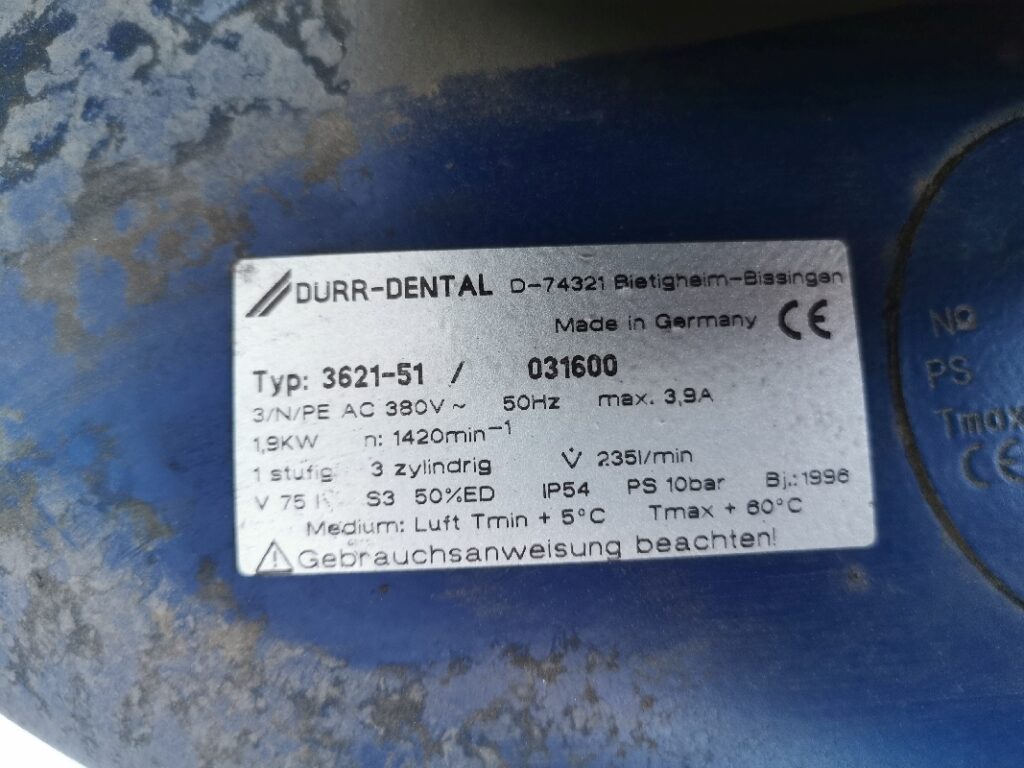 DURR-DENTAL D-74321 Bietigheim-Bissingen
Made in Germany CE
Typ: 3621-51 / 031600
3/N/PE AC 380V ~ 50Hz max. 3,9A
1,9KW n: 1420min⁻¹
1 stufig 3 zylindrig V̇ 235l/min
V 75 l S3 50%ED IP54 PS 10bar Bj.:1996
Medium: Luft Tmin + 5°C Tmax + 60°C
Gebrauchsanweisung beachten!
Nº
PS
Tmax
CE